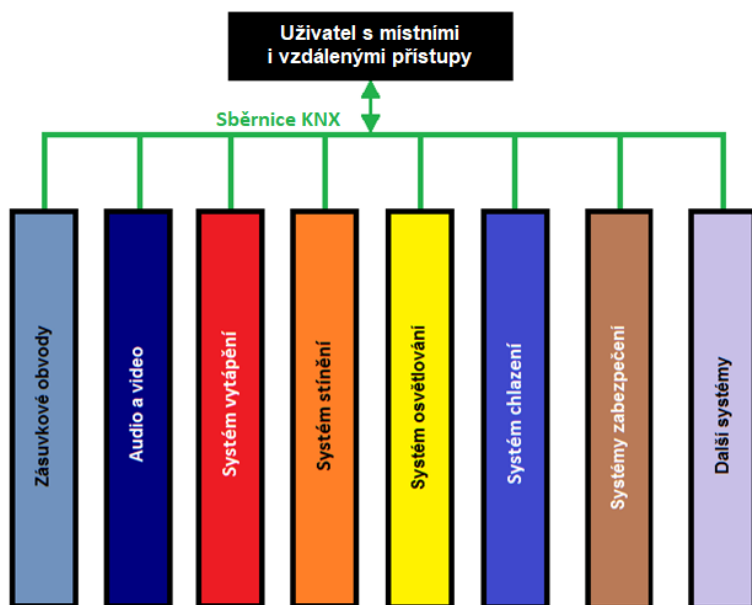 Uživatel s místními
i vzdálenými přístupy
Sběrnice KNX
Zásuvkové obvody
Audio a video
Systém vytápění
Systém stínění
Systém osvětlování
Systém chlazení
Systémy zabezpečení
Další systémy